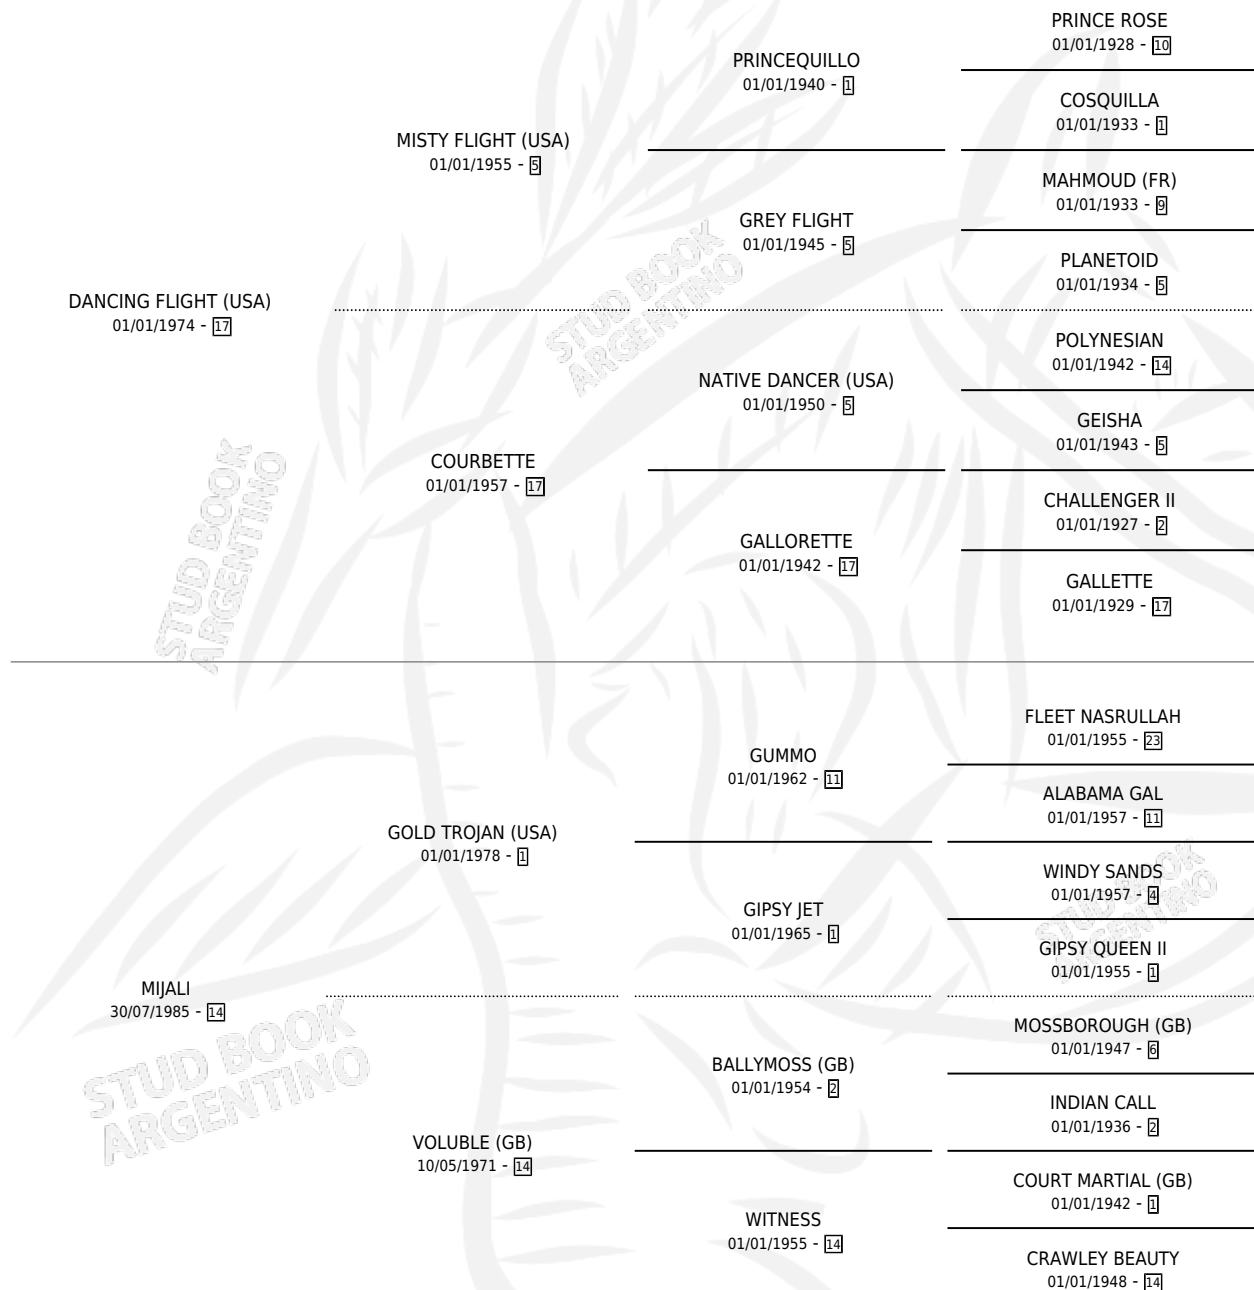 PRINCE ROSE
01/01/1928 - 10
PRINCEQUILLO
01/01/1940 - 1
COSQUILLA
01/01/1933 - 1
MISTY FLIGHT (USA)
01/01/1955 - 5
MAHMOUD (FR)
01/01/1933 - 9
GREY FLIGHT
01/01/1945 - 5
PLANETOID
01/01/1934 - 5
DANCING FLIGHT (USA)
01/01/1974 - 17
STUD BOOK
ARGENTINO
POLYNESIAN
01/01/1942 - 14
NATIVE DANCER (USA)
01/01/1950 - 5
GEISHA
01/01/1943 - 5
COURBETTE
01/01/1957 - 17
CHALLENGER II
01/01/1927 - 2
GALLORETTE
01/01/1942 - 17
GALLETTE
01/01/1929 - 17
STUD BOOK
ARGENTINO
FLEET NASRULLAH
01/01/1955 - 23
GUMMO
01/01/1962 - 11
ALABAMA GAL
01/01/1957 - 11
GOLD TROJAN (USA)
01/01/1978 - 1
WINDY SANDS
01/01/1957 - 4
GIPSY JET
01/01/1965 - 1
GIPSY QUEEN II
01/01/1955 - 1
STUD BOOK
ARGENTINO
MIJALI
30/07/1985 - 14
MOSSBOROUGH (GB)
01/01/1947 - 6
BALLYMOSS (GB)
01/01/1954 - 2
INDIAN CALL
01/01/1936 - 2
STUD BOOK
ARGENTINO
VOLUBLE (GB)
10/05/1971 - 14
COURT MARTIAL (GB)
01/01/1942 - 1
WITNESS
01/01/1955 - 14
CRAWLEY BEAUTY
01/01/1948 - 14